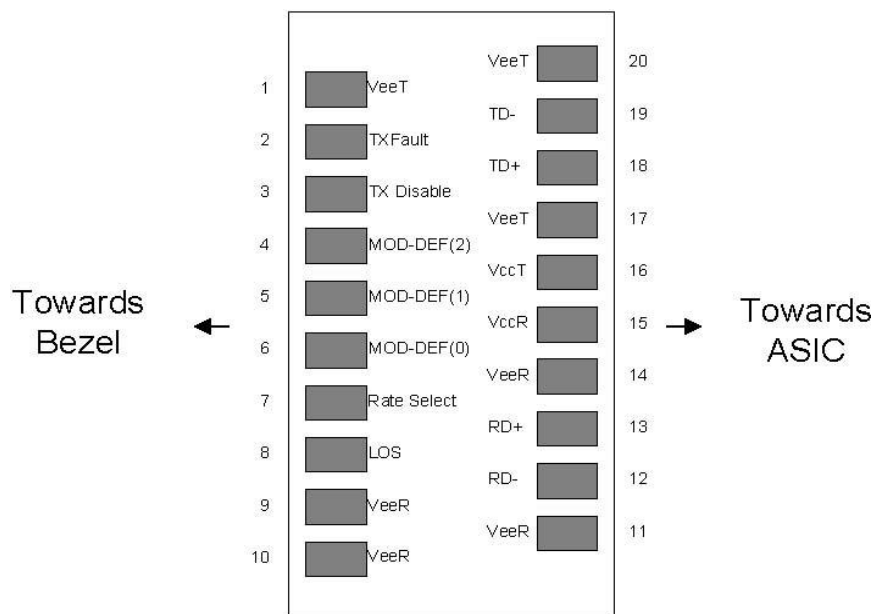 VeeT 20
1 VeeT
TD- 19
2 TXFault
TD+ 18
3 TX Disable
VeeT 17
4 MOD-DEF(2)
VccT 16
5 MOD-DEF(1)
Towards
Bezel
VccR 15
Towards
ASIC
6 MOD-DEF(0)
VeeR 14
7 Rate Select
RD+ 13
8 LOS
RD- 12
9 VeeR
VeeR 11
10 VeeR